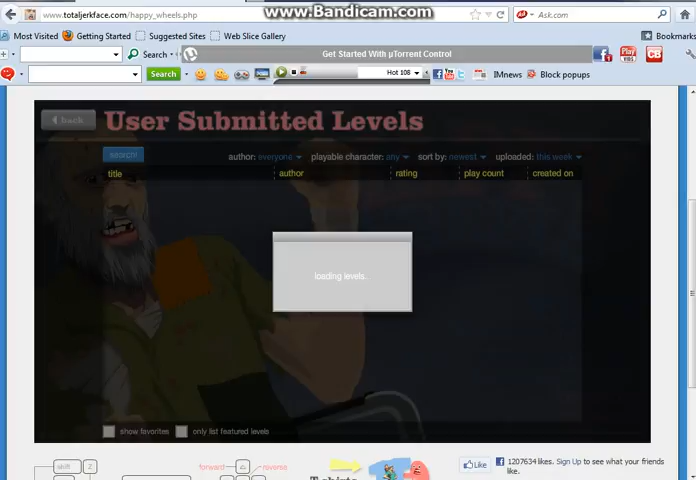 www.Bandicam.com
www.totaljerkface.com/happy_wheels.php
Ask.com
Most Visited Getting Started Suggested Sites Web Slice Gallery Bookmarks
Search Get Started With µTorrent Control
Search Hot 108 IMnews Block popups
back User Submitted Levels
search! author: everyone playable character: any sort by: newest uploaded: this week
title author rating play count created on
loading levels.
show favorites only list featured levels
shift Z forward reverse
T-shirts
Like 1207634 likes. Sign Up to see what your friends
like.